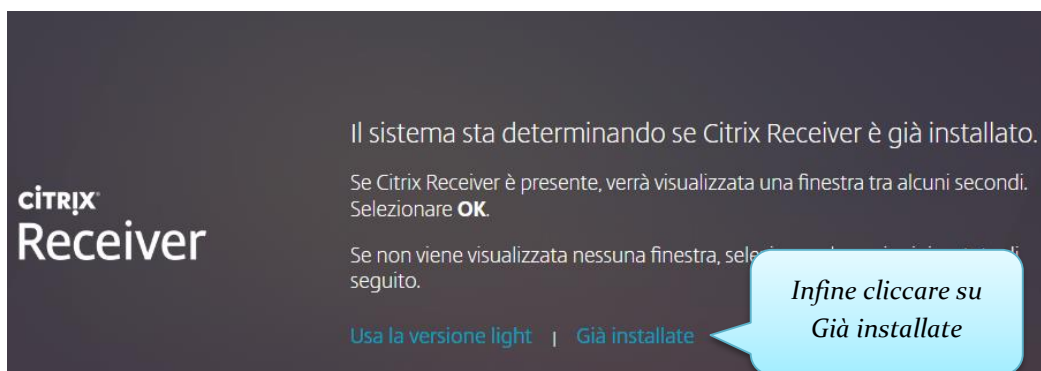 Il sistema sta determinando se Citrix Receiver è già installato.
Se Citrix Receiver è presente, verrà visualizzata una finestra tra alcuni secondi.
Selezionare OK.
CİTRIX
Receiver
Se non viene visualizzata nessuna finestra,
seguito.
Usa la versione light | Già installate
Infine cliccare su
Già installate